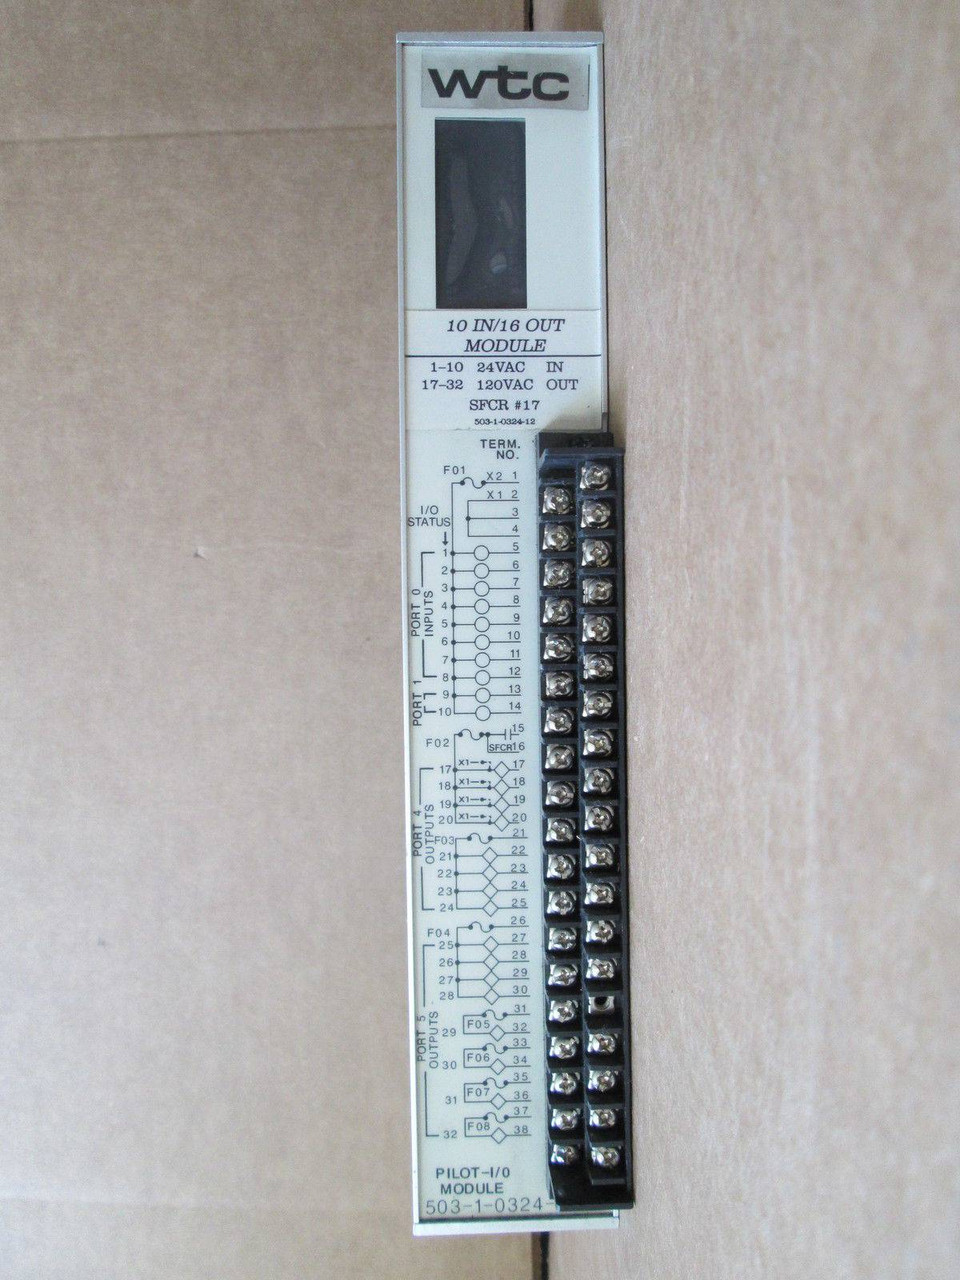 wtc
10 IN/16 OUT
MODULE
1-10 24VAC IN
17-32 120VAC OUT
SFCR #17
503-1-0324-12
TERM.
NO.
F01
X2 1
X1 2
3
I/O
STATUS
4
1 5
2 6
3 7
4 8
5 9
6 10
7 11
8 12
9 13
10 14
PORT 0
INPUTS
PORT 1
15
F02
SFCR 16
17 X1 17
18 X1 18
19 X1 19
20 X1 20
F03 21
21 22
22 23
23 24
24 25
PORT 4
OUTPUTS
26
F04
25 27
26 28
27 29
28 30
31
29 F05 32
33
30 F06 34
35
31 F07 36
37
32 F08 38
PORT 5
OUTPUTS
PILOT-I/O
MODULE
503-1-0324-